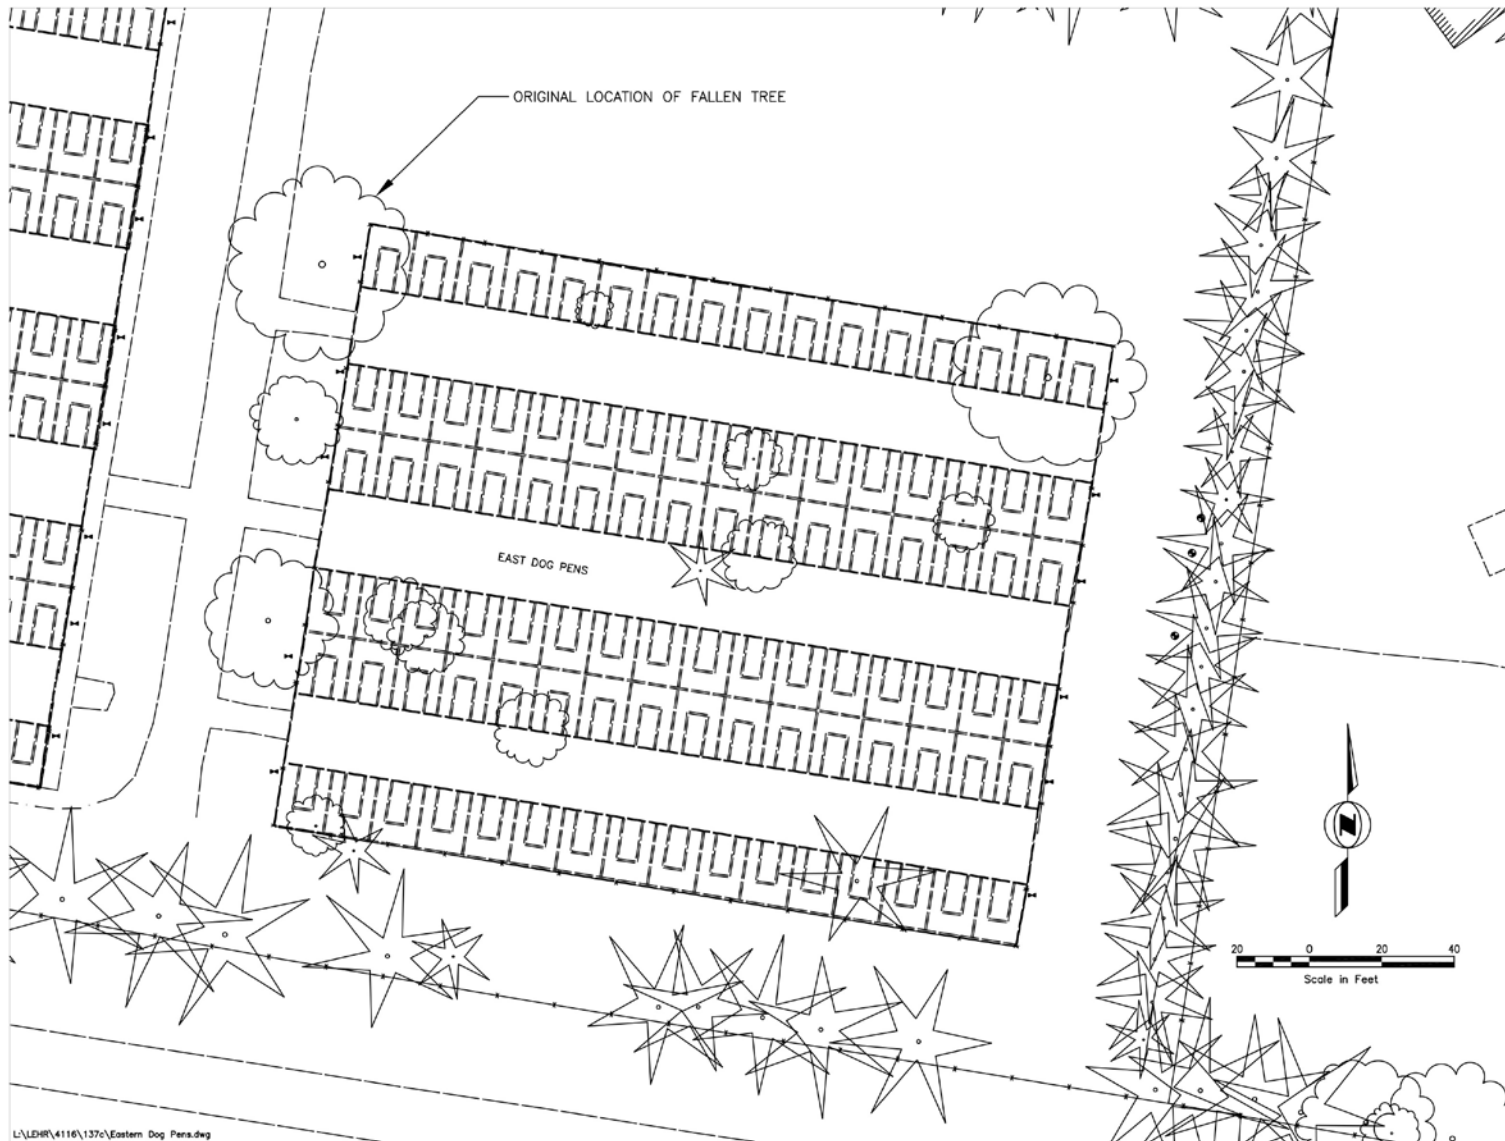 ORIGINAL LOCATION OF FALLEN TREE
EAST DOG PENS
20 0 20 40
Scale in Feet
L:\LEHR\4116\137c\Eastern Dog Pens.dwg